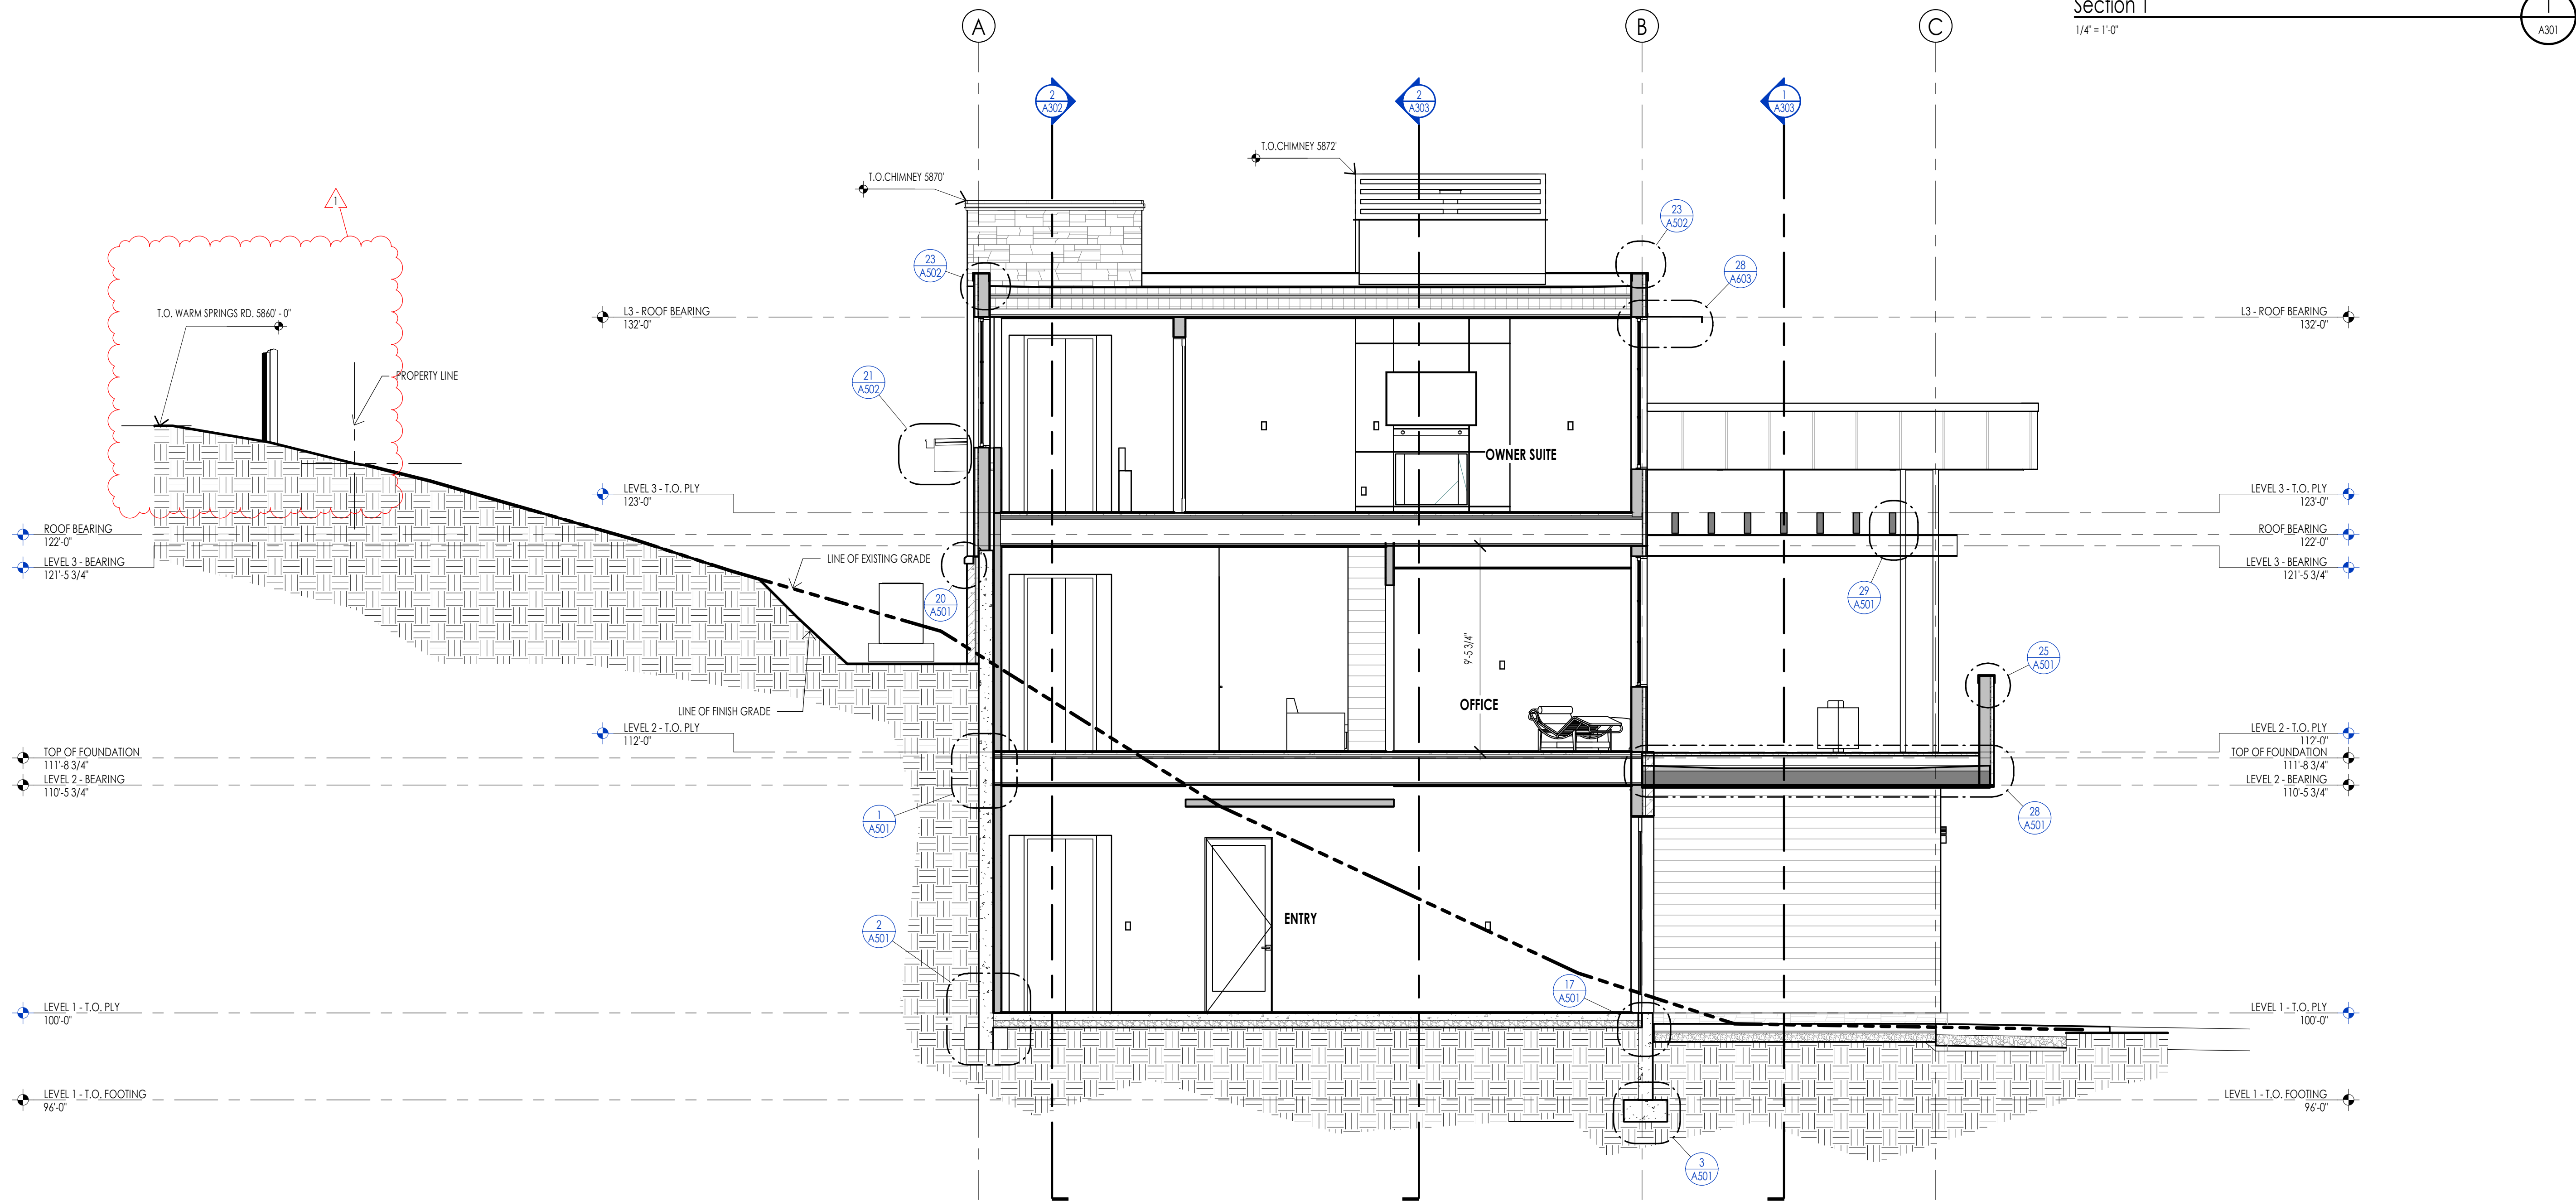 Section 1
1/4" = 1'-0"
1
A301
A
B
C
2
A302
2
A303
1
A303
T.O.CHIMNEY 5872'
T.O.CHIMNEY 5870'
1
23
A502
23
A502
28
A603
T.O. WARM SPRINGS RD. 5860' - 0"
L3 - ROOF BEARING
132'-0"
L3 - ROOF BEARING
132'-0"
PROPERTY LINE
21
A502
OWNER SUITE
LEVEL 3 - T.O. PLY
123'-0"
LEVEL 3 - T.O. PLY
123'-0"
ROOF BEARING
122'-0"
ROOF BEARING
122'-0"
LEVEL 3 - BEARING
121'-5 3/4"
LEVEL 3 - BEARING
121'-5 3/4"
LINE OF EXISTING GRADE
20
A501
29
A501
9'-5 3/4"
25
A501
OFFICE
LINE OF FINISH GRADE
LEVEL 2 - T.O. PLY
112'-0"
LEVEL 2 - T.O. PLY
112'-0"
TOP OF FOUNDATION
111'-8 3/4"
TOP OF FOUNDATION
111'-8 3/4"
LEVEL 2 - BEARING
110'-5 3/4"
LEVEL 2 - BEARING
110'-5 3/4"
1
A501
28
A501
ENTRY
2
A501
17
A501
LEVEL 1 - T.O. PLY
100'-0"
LEVEL 1 - T.O. PLY
100'-0"
LEVEL 1 - T.O. FOOTING
96'-0"
LEVEL 1 - T.O. FOOTING
96'-0"
3
A501